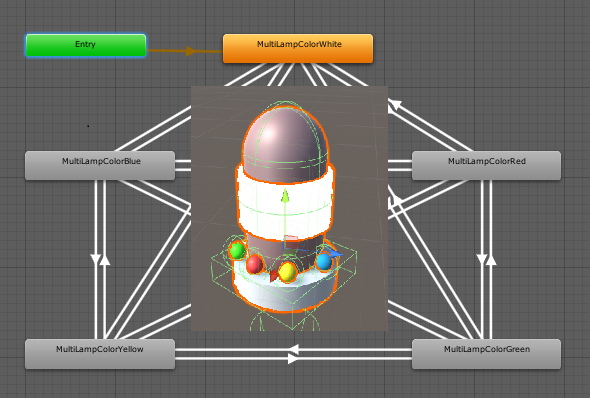 Entry
MultiLampColorWhite
MultiLampColorBlue
MultiLampColorRed
MultiLampColorYellow
MultiLampColorGreen